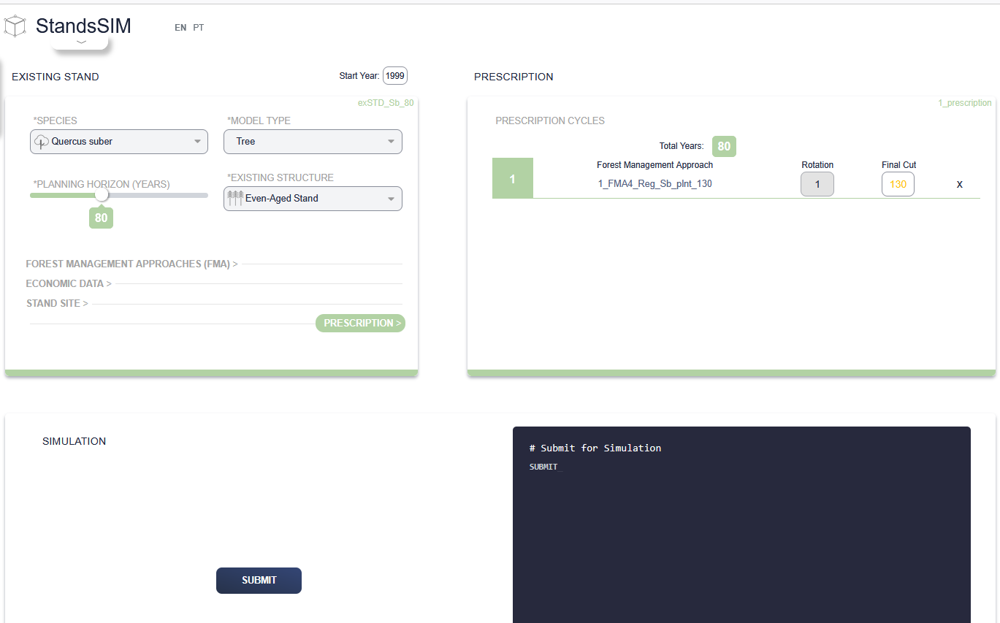 StandsSIM
EN PT
EXISTING STAND
Start Year: 1999
exSTD_Sb_80
*SPECIES
*MODEL TYPE
Quercus suber
Tree
*PLANNING HORIZON (YEARS)
*EXISTING STRUCTURE
80
Even-Aged Stand
FOREST MANAGEMENT APPROACHES (FMA) >
ECONOMIC DATA >
STAND SITE >
PRESCRIPTION >
PRESCRIPTION
1_prescription
PRESCRIPTION CYCLES
Total Years: 80
Forest Management Approach Rotation Final Cut
1 1_FMA4_Reg_Sb_plnt_130 1 130 X
SIMULATION
SUBMIT
# Submit for Simulation
SUBMIT_